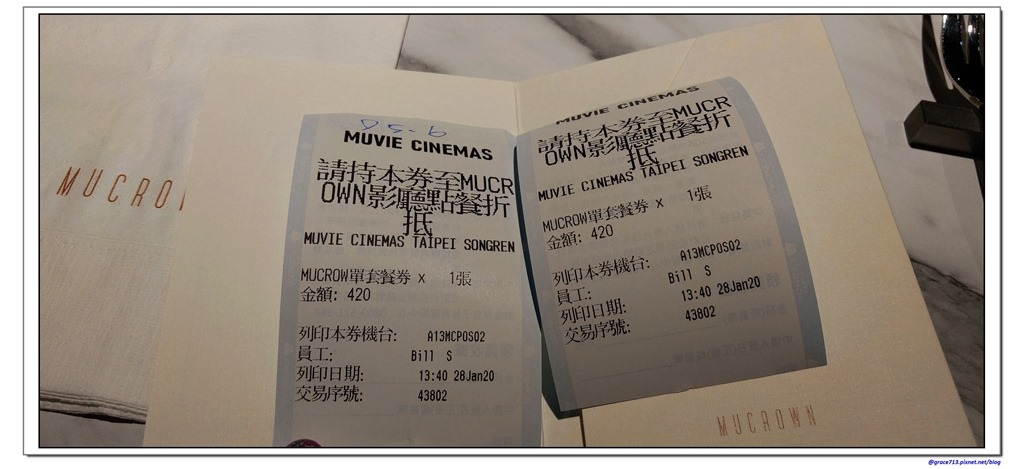 MUCROW
95-6
MUVIE CINEMAS
請持本券至MUCR
OWN影廳點餐折
抵
MUVIE CINEMAS TAIPEI SONGREN
MUCROW單套餐券 x 1張
金額: 420
列印本券機台: A13MCPOS02
員工: Bill S
列印日期: 13:40 28Jan20
交易序號: 43802
MUVIE CINEMAS
請持本券至MUCR
OWN影廳點餐折
抵
MUVIE CINEMAS TAIPEI SONGREN
MUCROW單套餐券 x 1張
金額: 420
列印本券機台: A13MCPOS02
員工: Bill S
列印日期: 13:40 28Jan20
交易序號: 43802
MUCROWN
@grace713.pixnet.net/blog